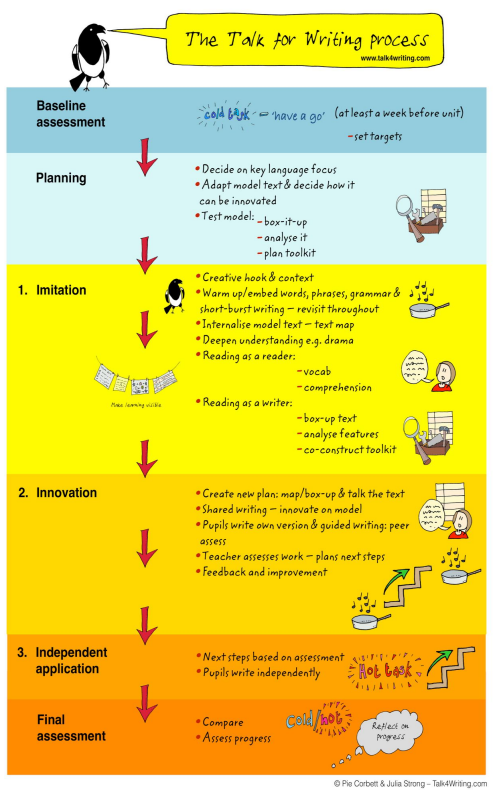 The Talk for Writing process
www.talk4writing.com
Baseline
assessment
cold task = 'have a go' (at least a week before unit)
– set targets
Planning
• Decide on key language focus
• Adapt model text & decide how it
can be innovated
• Test model:
– box-it-up
– analyse it
– plan toolkit
1. Imitation
• Creative hook & context
• Warm up/embed words, phrases, grammar &
short-burst writing – revisit throughout
• Internalise model text – text map
• Deepen understanding e.g. drama
• Reading as a reader:
– vocab
– comprehension
• Reading as a writer:
– box-up text
– analyse features
– co-construct toolkit
Make learning visible
2. Innovation
• Create new plan: map/box-up & talk the text
• Shared writing – innovate on model
• Pupils write own version & guided writing: peer
assess
• Teacher assesses work – plans next steps
• Feedback and improvement
3. Independent
application
• Next steps based on assessment
• Pupils write independently
Hot task
Final
assessment
• Compare
• Assess progress
Cold/hot
Reflect on
progress
© Pie Corbett & Julia Strong – Talk4Writing.com